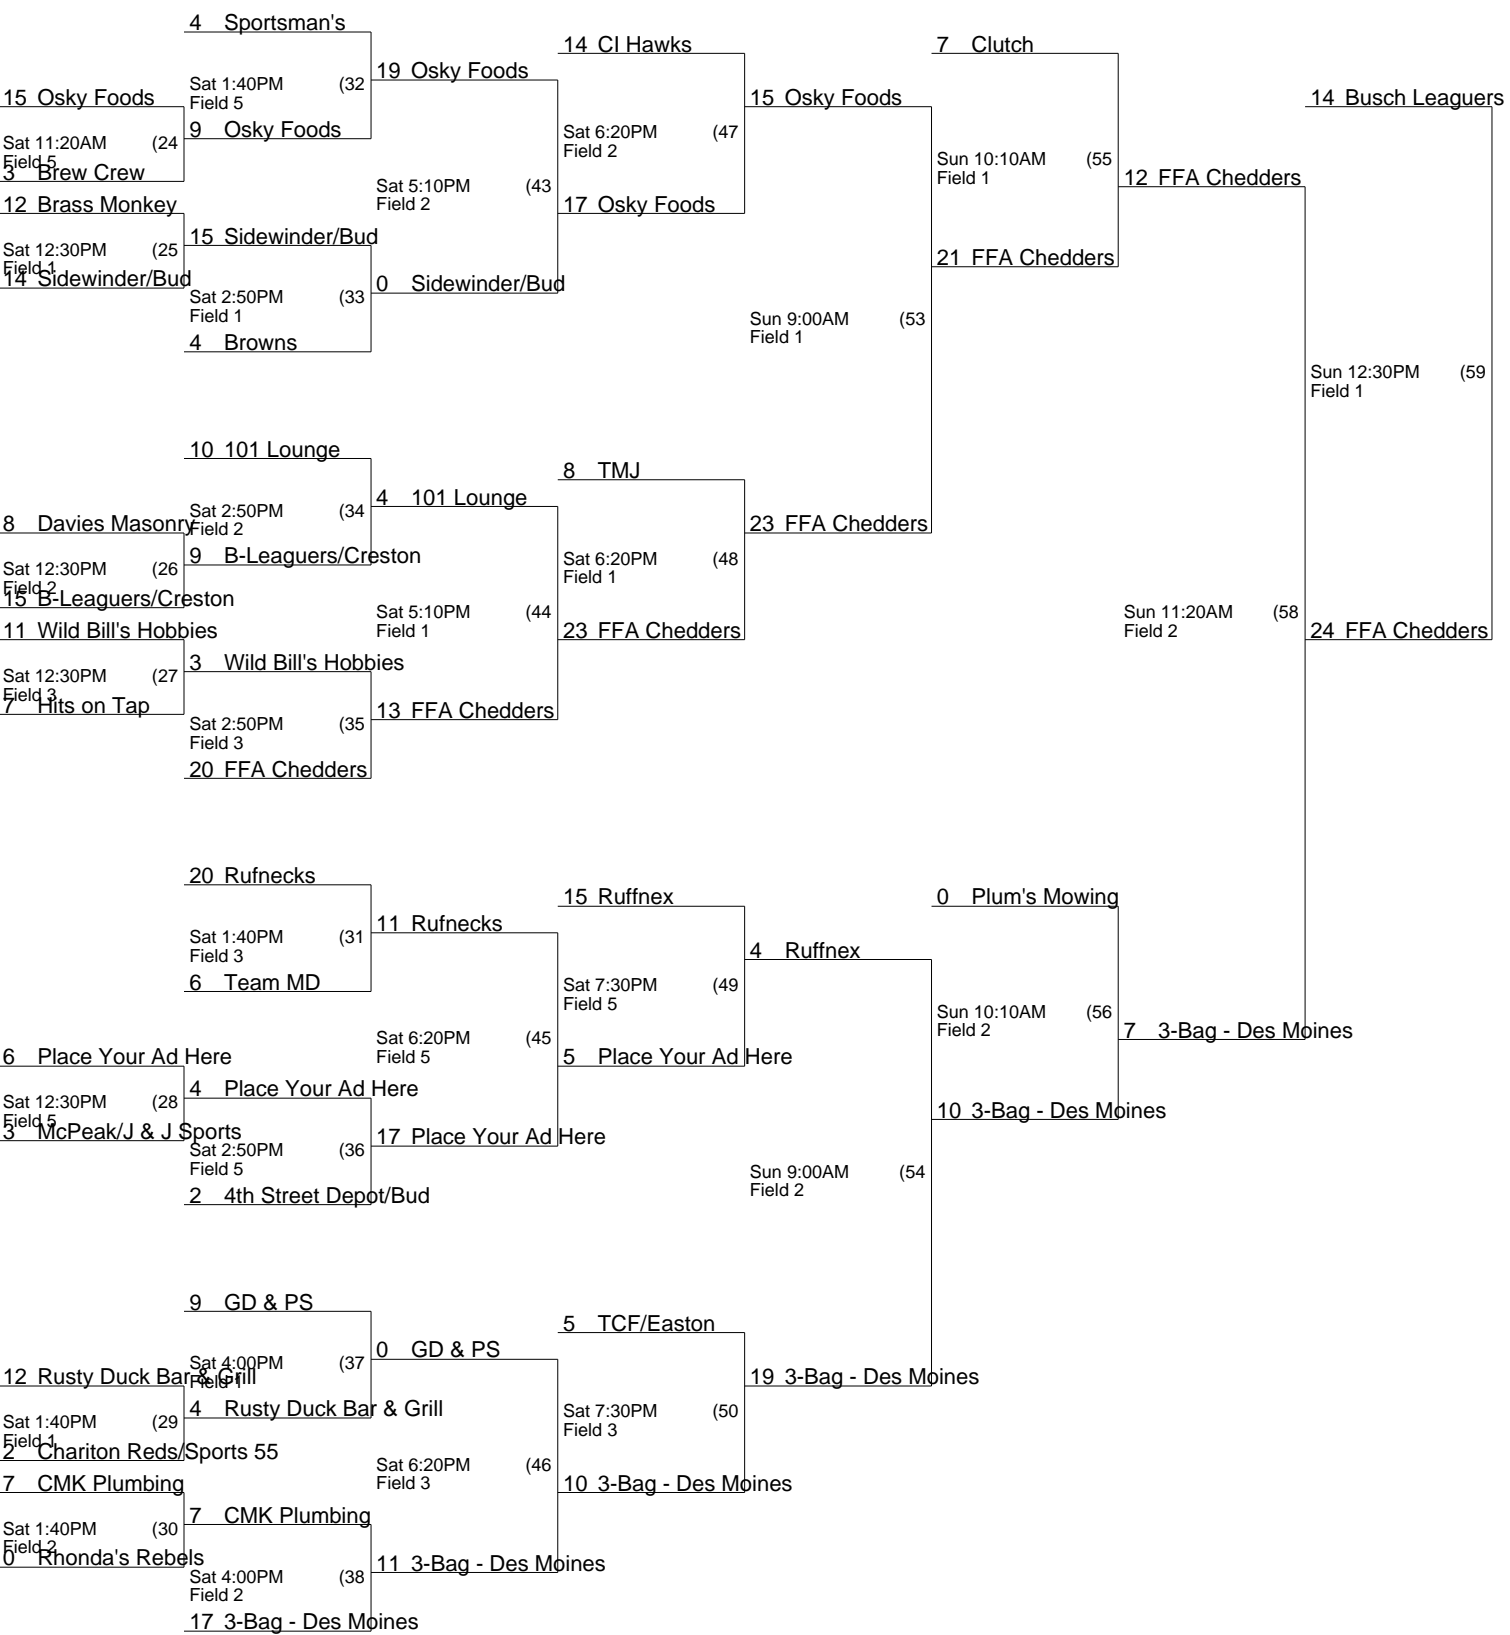 4 Sportsman's
14 CI Hawks
7 Clutch
19 Osky Foods
Sat 1:40PM (32
Field 5
15 Osky Foods
15 Osky Foods
14 Busch Leaguers
9 Osky Foods
Sat 6:20PM (47
Field 2
Sat 11:20AM (24
Field 5
3 Brew Crew
Sun 10:10AM (55
Field 1
12 FFA Chedders
Sat 5:10PM (43
Field 2
12 Brass Monkey
17 Osky Foods
15 Sidewinder/Bud
Sat 12:30PM (25
Field 1
14 Sidewinder/Bud
21 FFA Chedders
0 Sidewinder/Bud
Sat 2:50PM (33
Field 1
4 Browns
Sun 9:00AM (53
Field 1
Sun 12:30PM (59
Field 1
10 101 Lounge
8 TMJ
4 101 Lounge
Sat 2:50PM (34
Field 2
8 Davies Masonry
23 FFA Chedders
9 B-Leaguers/Creston
Sat 6:20PM (48
Field 1
Sat 12:30PM (26
Field 2
15 B-Leaguers/Creston
Sat 5:10PM (44
Field 1
Sun 11:20AM (58
Field 2
11 Wild Bill's Hobbies
23 FFA Chedders
24 FFA Chedders
3 Wild Bill's Hobbies
Sat 12:30PM (27
Field 3
7 Hits on Tap
13 FFA Chedders
Sat 2:50PM (35
Field 3
20 FFA Chedders
20 Rufnecks
15 Ruffnex
0 Plum's Mowing
11 Rufnecks
Sat 1:40PM (31
Field 3
4 Ruffnex
6 Team MD
Sat 7:30PM (49
Field 5
Sun 10:10AM (56
Field 2
7 3-Bag - Des Moines
Sat 6:20PM (45
Field 5
6 Place Your Ad Here
5 Place Your Ad Here
4 Place Your Ad Here
Sat 12:30PM (28
Field 5
3 McPeak/J & J Sports
10 3-Bag - Des Moines
17 Place Your Ad Here
Sat 2:50PM (36
Field 5
2 4th Street Depot/Bud
Sun 9:00AM (54
Field 2
9 GD & PS
5 TCF/Easton
0 GD & PS
Sat 4:00PM (37
Field 1
12 Rusty Duck Bar & Grill
19 3-Bag - Des Moines
4 Rusty Duck Bar & Grill
Sat 7:30PM (50
Field 3
Sat 1:40PM (29
Field 1
2 Chariton Reds/Sports 55
Sat 6:20PM (46
Field 3
7 CMK Plumbing
10 3-Bag - Des Moines
7 CMK Plumbing
Sat 1:40PM (30
Field 2
0 Rhonda's Rebels
11 3-Bag - Des Moines
Sat 4:00PM (38
Field 2
17 3-Bag - Des Moines